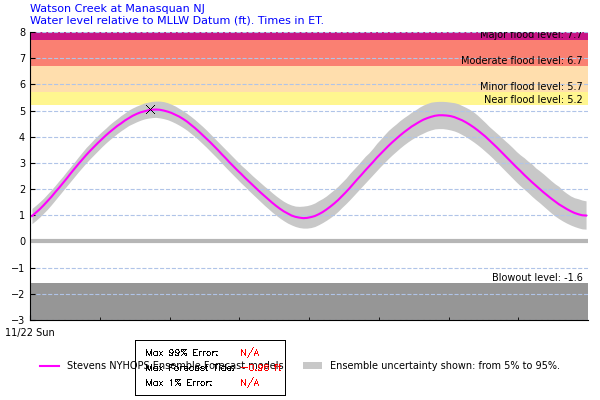 Watson Creek at Manasquan NJ
Water level relative to MLLW Datum (ft). Times in ET.
8
Major flood level: 7.7
7
Moderate flood level: 6.7
6
Minor flood level: 5.7
Near flood level: 5.2
5
4
3
2
1
0
−1
Blowout level: -1.6
−2
−3
11/22 Sun
Max 99% Error: N/A
Stevens NYHOPS Ensemble Forecast models
Max Forecast Tide:
Ensemble uncertainty shown: from 5% to 95%.
Max 1% Error: N/A